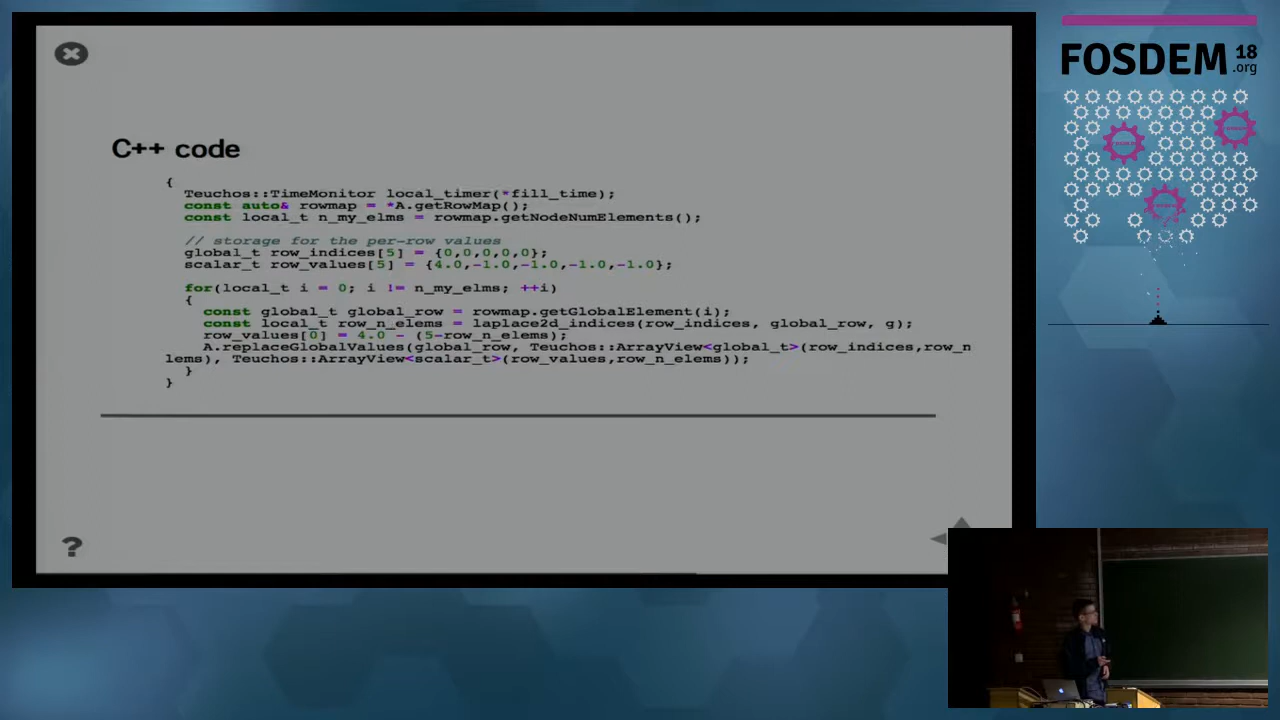 FOSDEM 18
.org
C++ code
{
Teuchos::TimeMonitor local_timer(*fill_time);
const auto& rowmap = *A.getRowMap();
const local_t n_my_elms = rowmap.getNodeNumElements();
// storage for the per-row values
global_t row_indices[5] = {0,0,0,0,0};
scalar_t row_values[5] = {4.0,-1.0,-1.0,-1.0,-1.0};
for(local_t i = 0; i != n_my_elms; ++i)
{
const global_t global_row = rowmap.getGlobalElement(i);
const local_t row_n_elems = laplace2d_indices(row_indices, global_row, g);
row_values[0] = 4.0 - (5-row_n_elems);
A.replaceGlobalValues(global_row, Teuchos::ArrayView<global_t>(row_indices,row_n
lems), Teuchos::ArrayView<scalar_t>(row_values,row_n_elems));
}
}
?